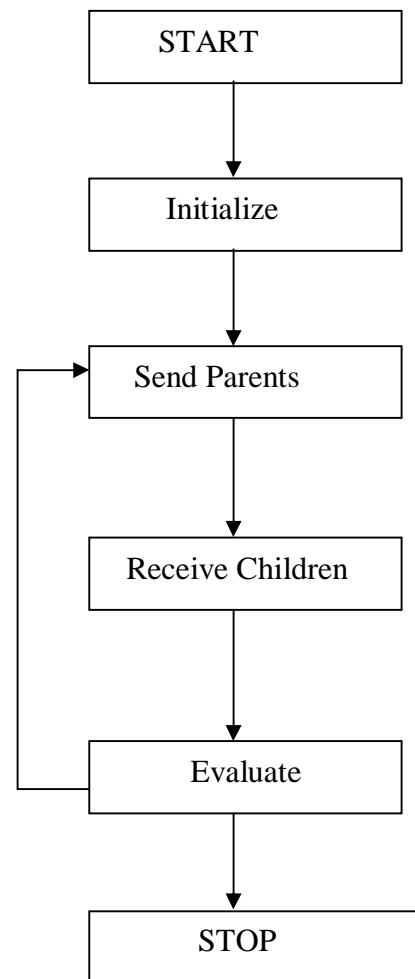 START
Initialize
Send Parents
Receive Children
Evaluate
STOP